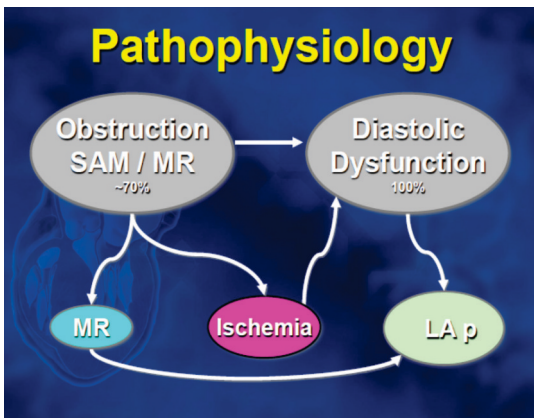 Pathophysiology
Obstruction
SAM / MR
~70%
Diastolic
Dysfunction
100%
MR
Ischemia
LA p